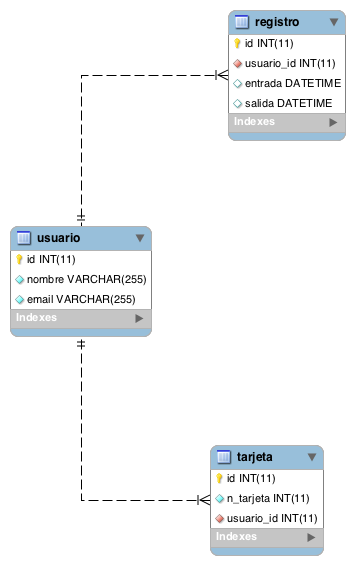 registro
id INT(11)
usuario_id INT(11)
entrada DATETIME
salida DATETIME
Indexes
usuario
id INT(11)
nombre VARCHAR(255)
email VARCHAR(255)
Indexes
tarjeta
id INT(11)
n_tarjeta INT(11)
usuario_id INT(11)
Indexes